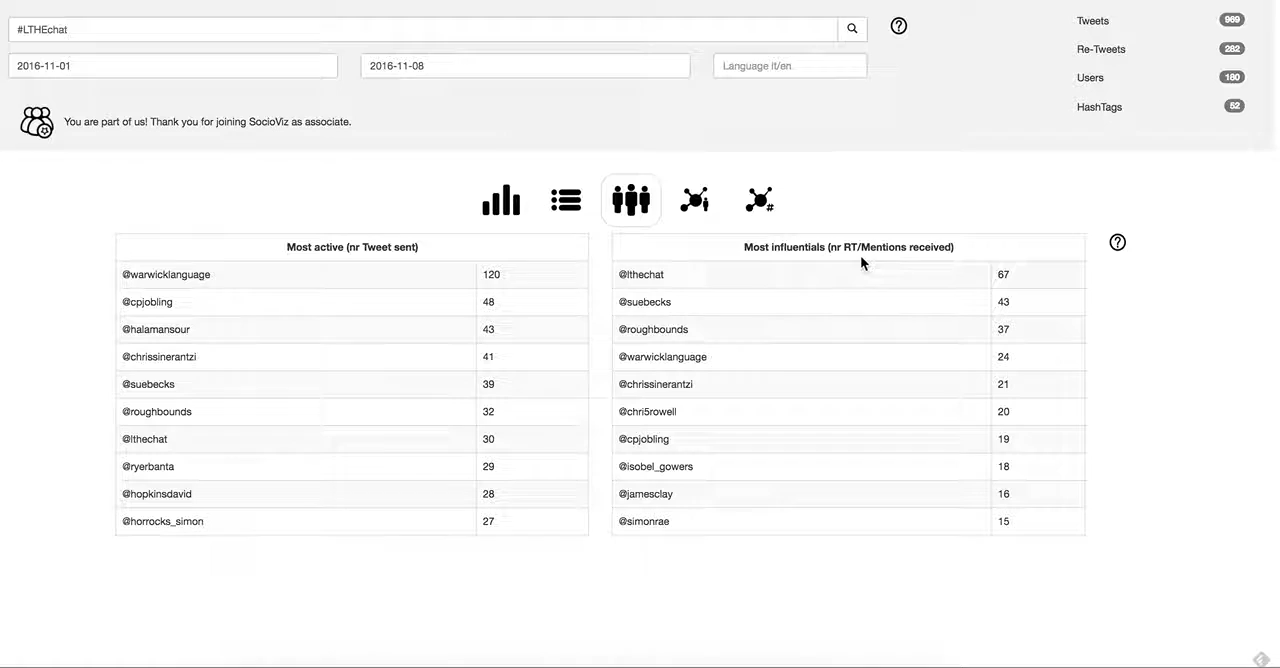 #LTHEchat
2016-11-01 2016-11-08 Language it/en
You are part of us! Thank you for joining SocioViz as associate.
Tweets 969
Re-Tweets 282
Users 180
HashTags 52
#
Most active (nr Tweet sent)
@warwicklanguage 120
@cpjobling 48
@halamansour 43
@chrissinerantzi 41
@suebecks 39
@roughbounds 32
@lthechat 30
@ryerbanta 29
@hopkinsdavid 28
@horrocks_simon 27
Most influentials (nr RT/Mentions received)
@lthechat 67
@suebecks 43
@roughbounds 37
@warwicklanguage 24
@chrissinerantzi 21
@chri5rowell 20
@cpjobling 19
@isobel_gowers 18
@jamesclay 16
@simonrae 15